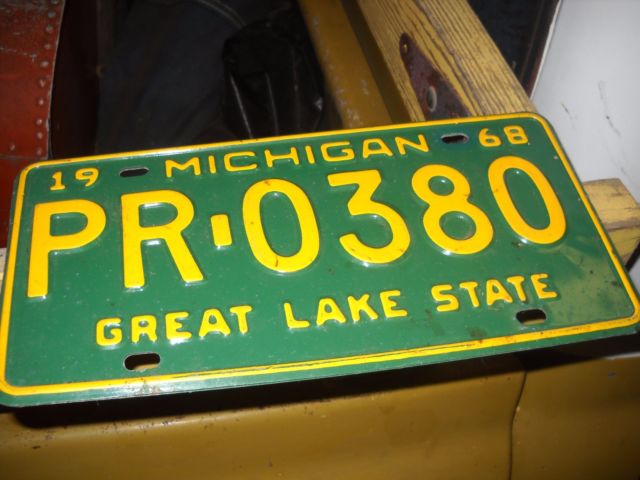 19 MICHIGAN 68
PR-0380
GREAT LAKE STATE